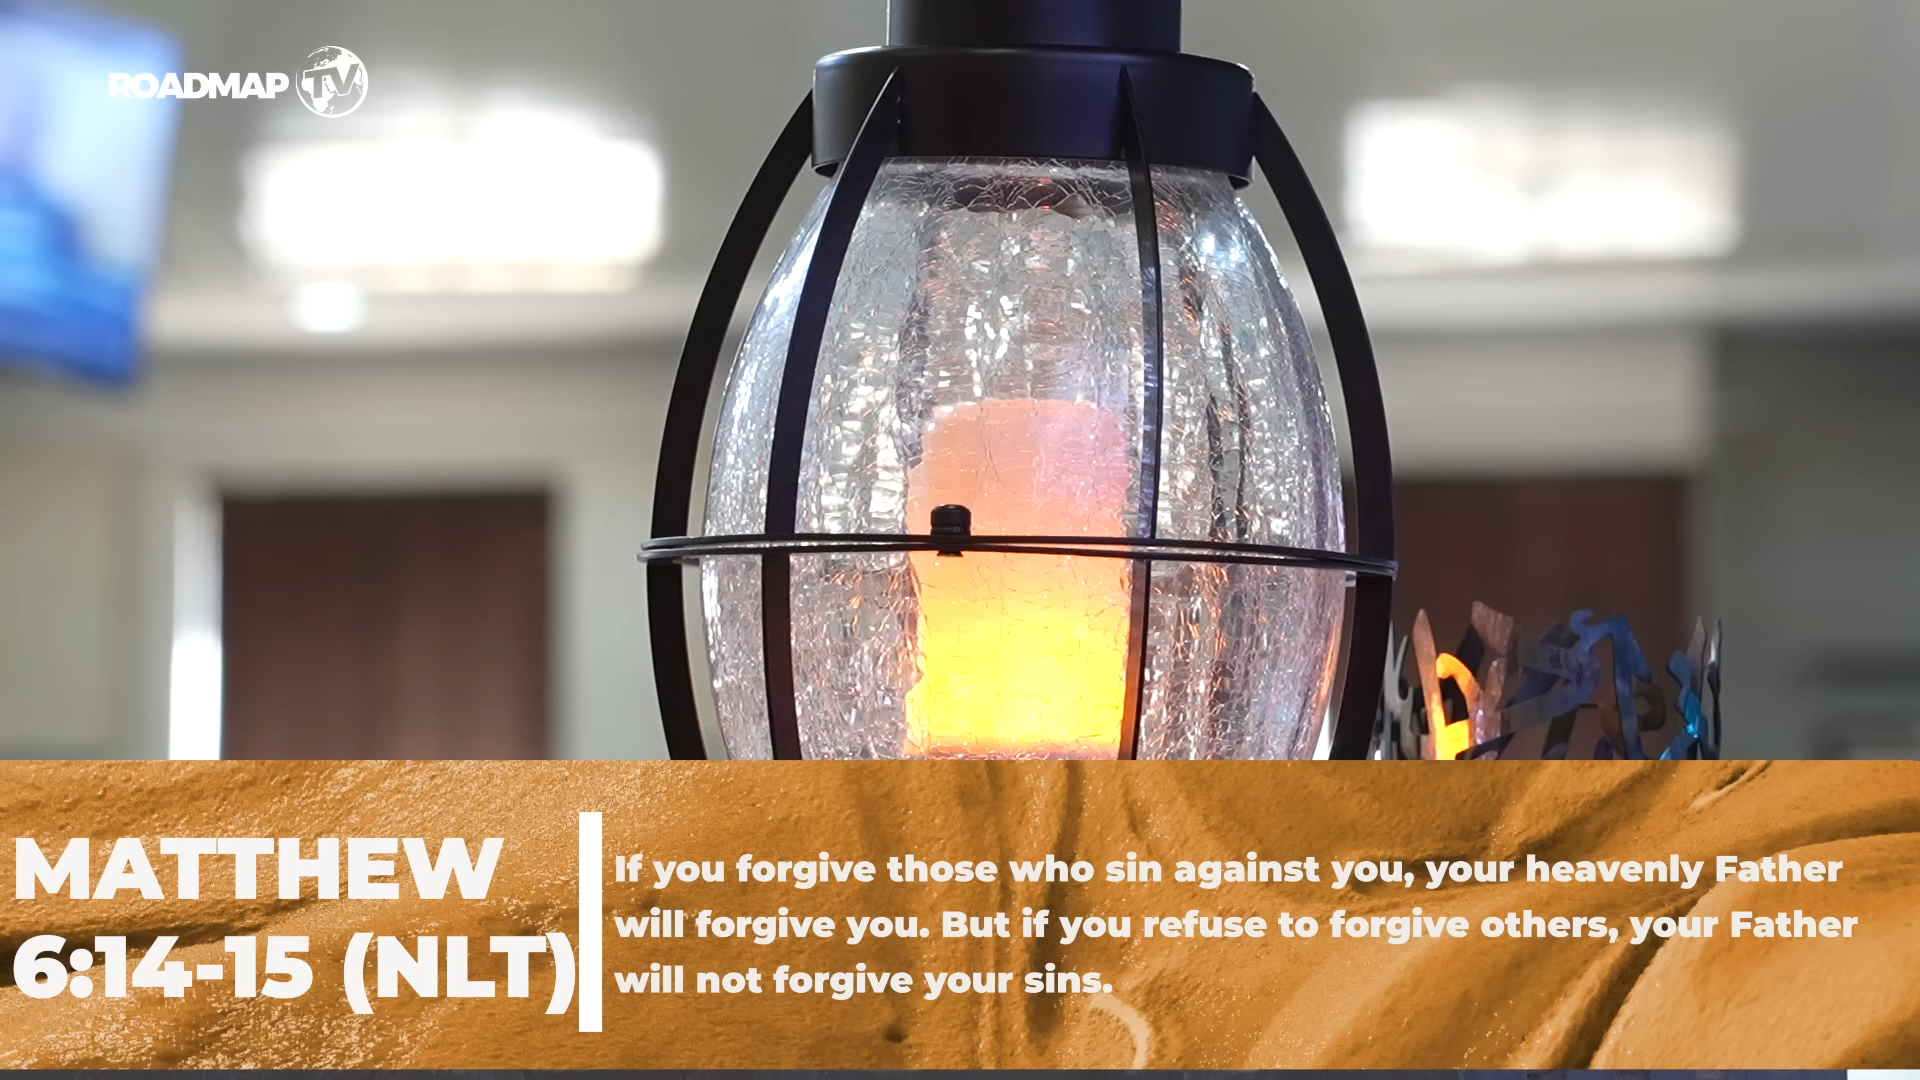 ROADMAP TV
MATTHEW
6:14-15 (NLT)
If you forgive those who sin against you, your heavenly Father
will forgive you. But if you refuse to forgive others, your Father
will not forgive your sins.